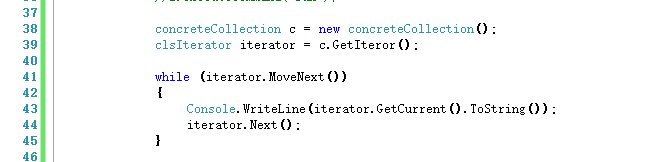 37
38 concreteCollection c = new concreteCollection();
39 clsIterator iterator = c.GetIteror();
40
41 while (iterator.MoveNext())
42 {
43 Console.WriteLine(iterator.GetCurrent().ToString());
44 iterator.Next();
45 }
46